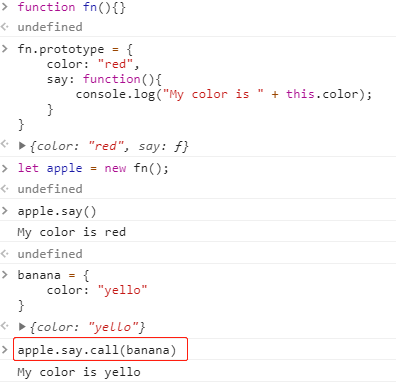 function fn(){}
undefined
fn.prototype = {
    color: "red",
    say: function(){
        console.log("My color is " + this.color);
    }
}
{color: "red", say: ƒ}
let apple = new fn();
undefined
apple.say()
My color is red
undefined
banana = {
    color: "yello"
}
{color: "yello"}
apple.say.call(banana)
My color is yello